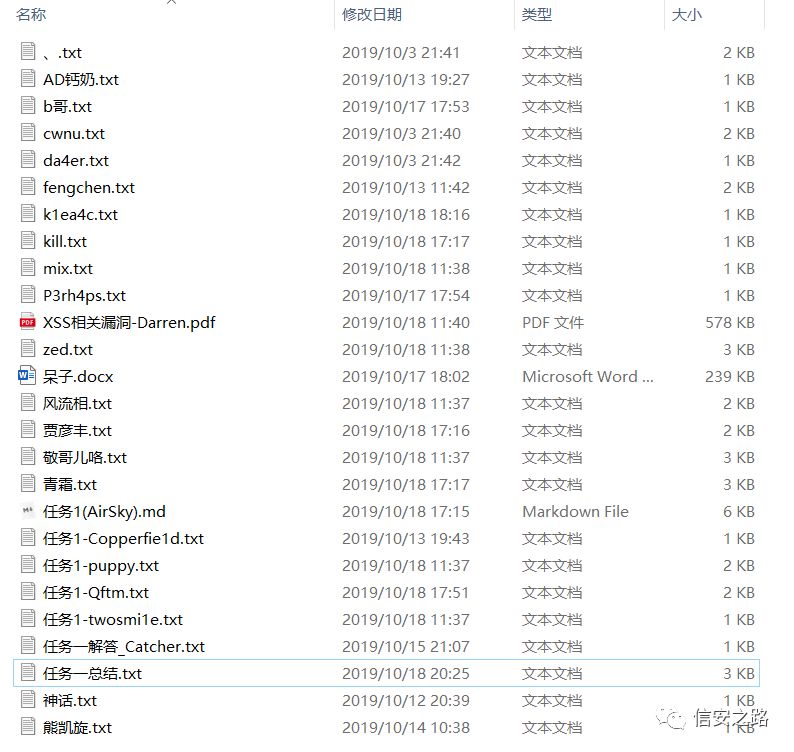 名称 修改日期 类型 大小
、.txt 2019/10/3 21:41 文本文档 2 KB
AD钙奶.txt 2019/10/13 19:27 文本文档 1 KB
b哥.txt 2019/10/17 17:53 文本文档 1 KB
cwnu.txt 2019/10/3 21:40 文本文档 2 KB
da4er.txt 2019/10/3 21:42 文本文档 1 KB
fengchen.txt 2019/10/13 11:42 文本文档 2 KB
k1ea4c.txt 2019/10/18 18:16 文本文档 1 KB
kill.txt 2019/10/18 17:17 文本文档 1 KB
mix.txt 2019/10/18 11:38 文本文档 1 KB
P3rh4ps.txt 2019/10/17 17:54 文本文档 1 KB
XSS相关漏洞-Darren.pdf 2019/10/18 11:40 PDF 文件 578 KB
zed.txt 2019/10/18 11:38 文本文档 3 KB
呆子.docx 2019/10/17 18:02 Microsoft Word ... 239 KB
风流相.txt 2019/10/18 11:37 文本文档 2 KB
贾彦丰.txt 2019/10/18 17:16 文本文档 2 KB
敬哥儿咯.txt 2019/10/18 11:37 文本文档 3 KB
青霜.txt 2019/10/18 17:17 文本文档 3 KB
任务1(AirSky).md 2019/10/18 17:15 Markdown File 6 KB
任务1-Copperfie1d.txt 2019/10/13 19:43 文本文档 1 KB
任务1-puppy.txt 2019/10/18 11:37 文本文档 2 KB
任务1-Qftm.txt 2019/10/18 17:51 文本文档 2 KB
任务1-twosmi1e.txt 2019/10/18 11:37 文本文档 1 KB
任务一解答_Catcher.txt 2019/10/15 21:07 文本文档 1 KB
任务一总结.txt 2019/10/18 20:25 文本文档 3 KB
神话.txt 2019/10/12 20:39 文本文档 1 KB
熊凯旋.txt 2019/10/14 10:38 文本文档 1 KB
信安之路